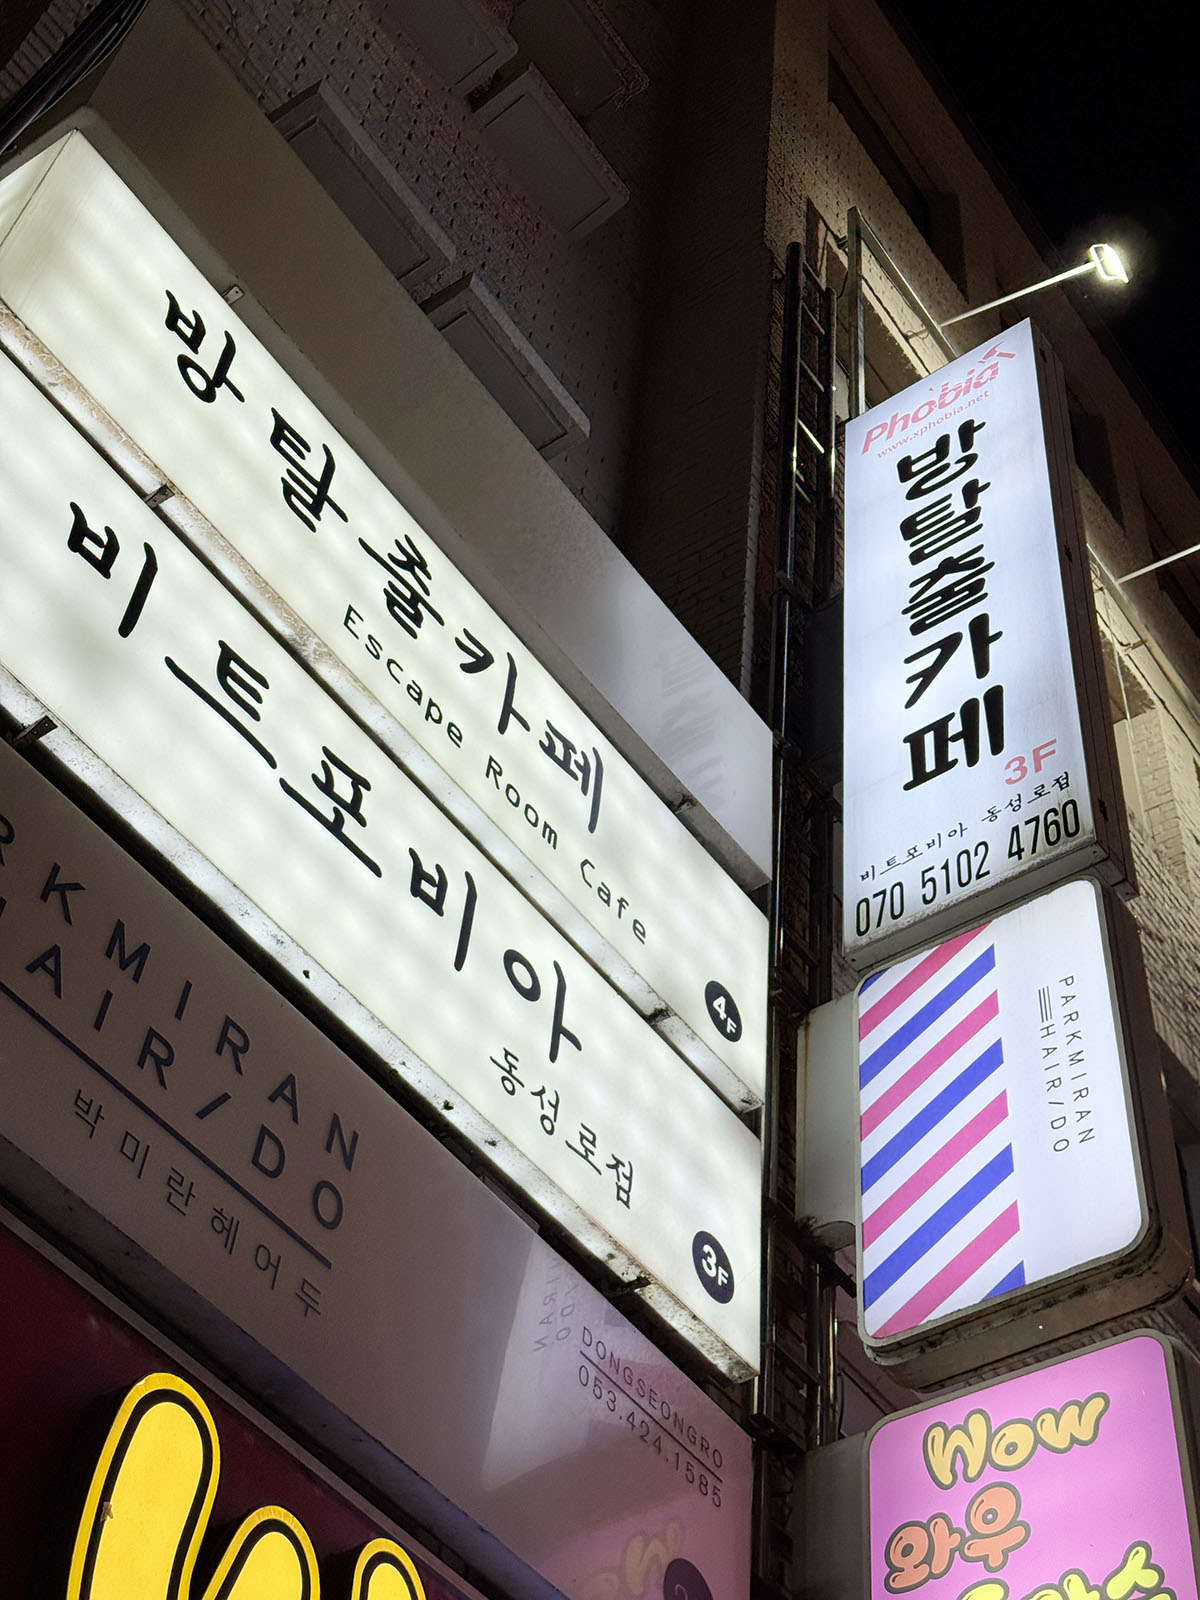 방탈출카페
Escape Room Cafe
4F
비트포비아
동성로점
3F
PARKMIRAN
HAIR/DO
박미란헤어두
DONGSEONGRO
053.424.1585
Phobia
www.xphobia.net
방탈출카페
3F
비트포비아 동성로점
070 5102 4760
PARKMIRAN
HAIR/DO
Wow
와우